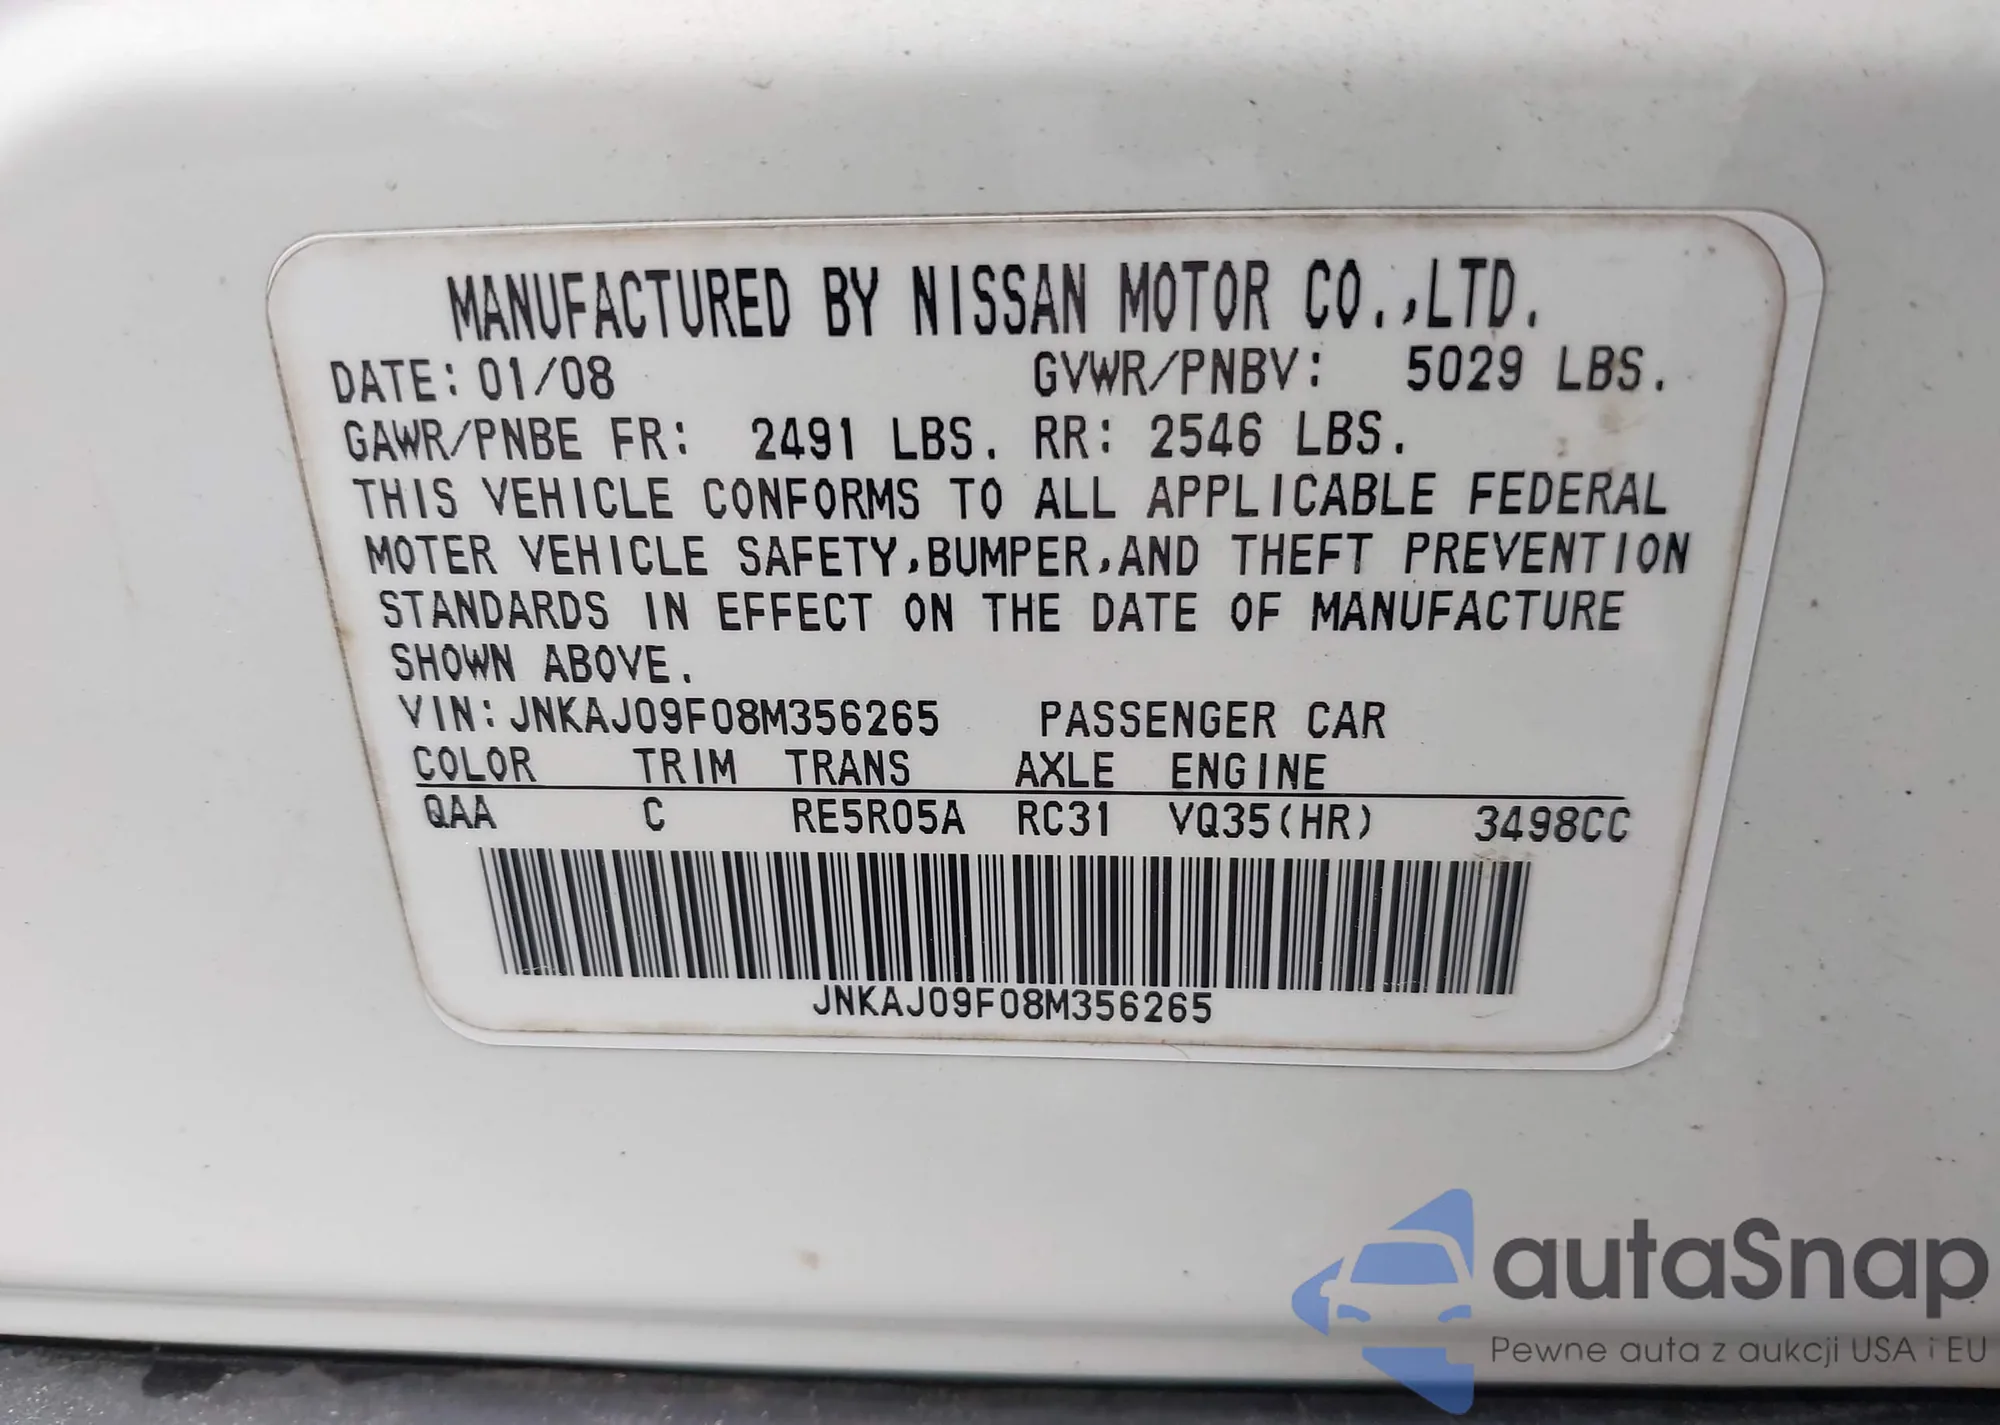 MANUFACTURED BY NISSAN MOTOR CO.,LTD.
DATE: 01/08 GVWR/PNBV: 5029 LBS.
GAWR/PNBE FR: 2491 LBS. RR: 2546 LBS.
THIS VEHICLE CONFORMS TO ALL APPLICABLE FEDERAL
MOTER VEHICLE SAFETY,BUMPER,AND THEFT PREVENTION
STANDARDS IN EFFECT ON THE DATE OF MANUFACTURE
SHOWN ABOVE.
VIN:JNKAJ09F08M356265 PASSENGER CAR
COLOR TRIM TRANS AXLE ENGINE
QAA C RE5R05A RC31 VQ35(HR) 3498CC
JNKAJ09F08M356265
autaSnap
Pewne auta z aukcji USA i EU